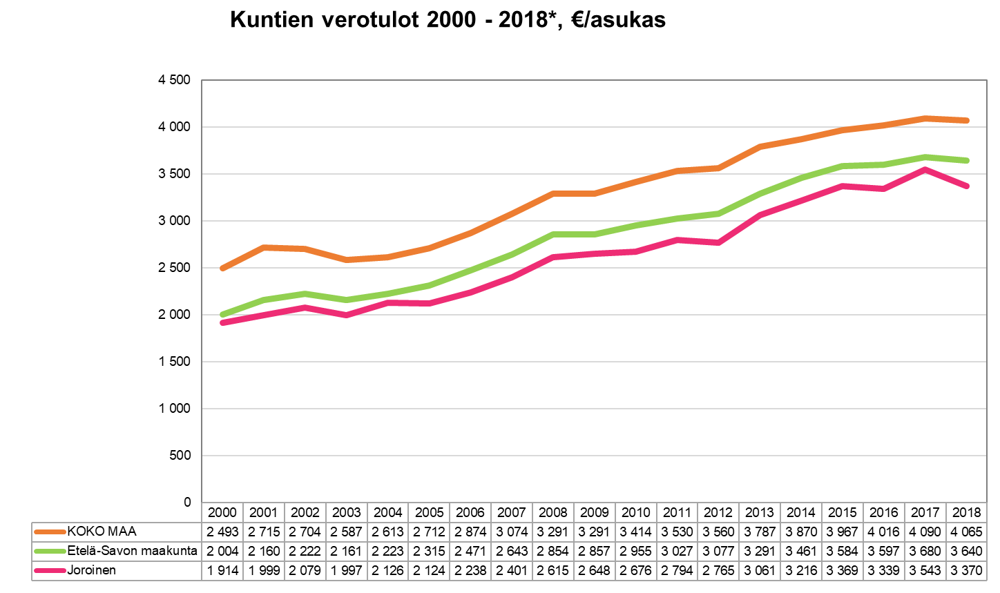 Kuntien verotulot 2000 - 2018*, €/asukas
4 500
4 000
3 500
3 000
2 500
2 000
1 500
1 000
500
0
2000 2001 2002 2003 2004 2005 2006 2007 2008 2009 2010 2011 2012 2013 2014 2015 2016 2017 2018
KOKO MAA 2 493 2 715 2 704 2 587 2 613 2 712 2 874 3 074 3 291 3 291 3 414 3 530 3 560 3 787 3 870 3 967 4 016 4 090 4 065
Etelä-Savon maakunta 2 004 2 160 2 222 2 161 2 223 2 315 2 471 2 643 2 854 2 857 2 955 3 027 3 077 3 291 3 461 3 584 3 597 3 680 3 640
Joroinen 1 914 1 999 2 079 1 997 2 126 2 124 2 238 2 401 2 615 2 648 2 676 2 794 2 765 3 061 3 216 3 369 3 339 3 543 3 370